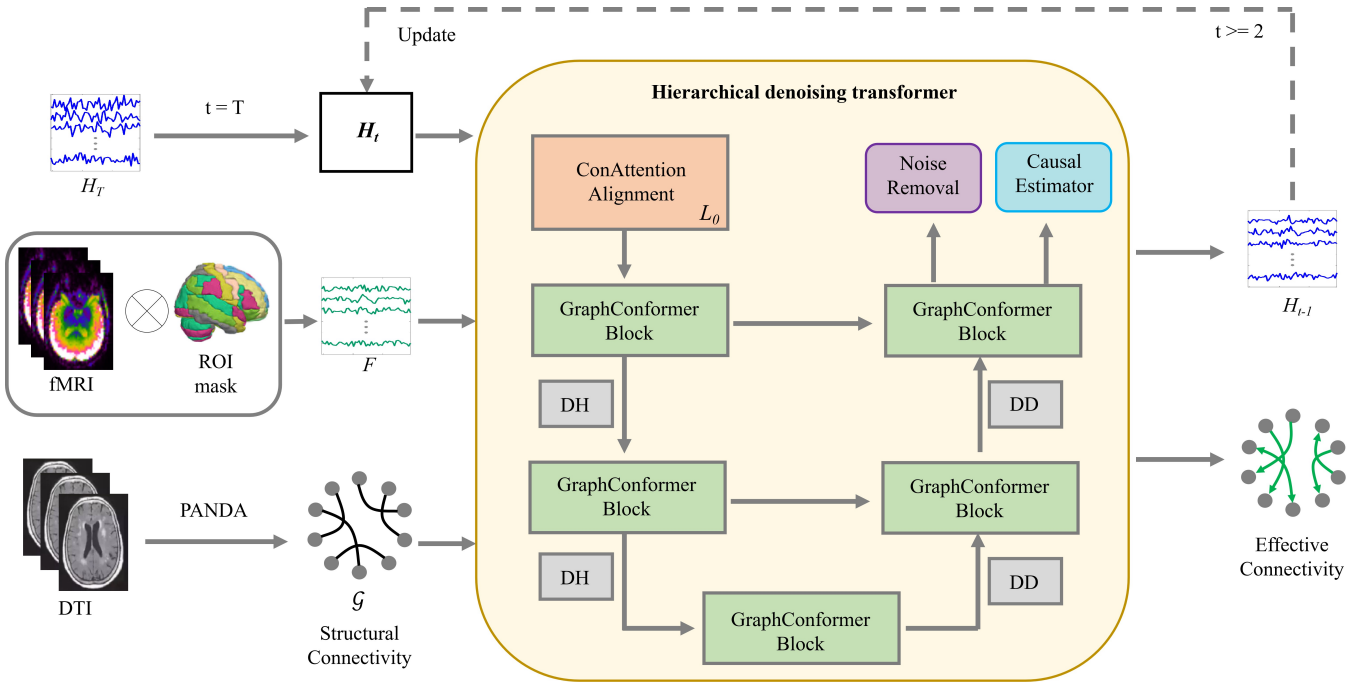 Update
t >= 2
Hierarchical denoising transformer
t = T
H_t
H_T
ConAttention
Alignment
L_0
Noise
Removal
Causal
Estimator
H_{t-1}
fMRI
ROI
mask
F
GraphConformer
Block
GraphConformer
Block
DH
DD
PANDA
DTI
𝒢
Structural
Connectivity
GraphConformer
Block
GraphConformer
Block
DH
DD
GraphConformer
Block
Effective
Connectivity